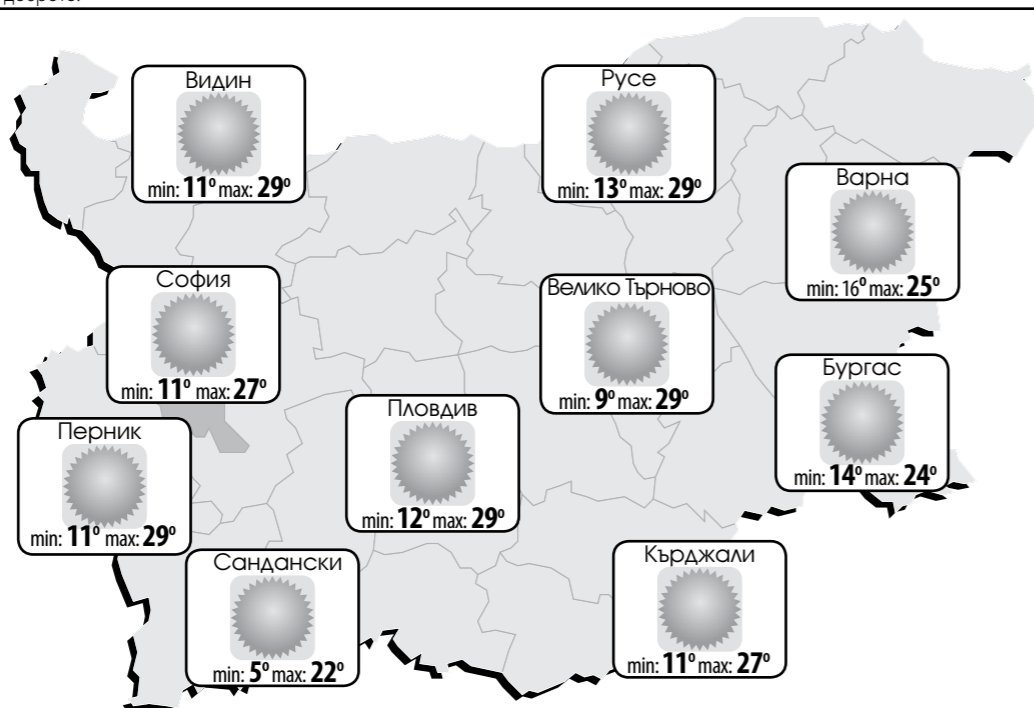 Видин
min: 11° max: 29°
Русе
min: 13° max: 29°
Варна
min: 16° max: 25°
София
min: 11° max: 27°
Велико Търново
min: 9° max: 29°
Бургас
min: 14° max: 24°
Пловдив
min: 12° max: 29°
Перник
min: 11° max: 29°
Сандански
min: 5° max: 22°
Кърджали
min: 11° max: 27°